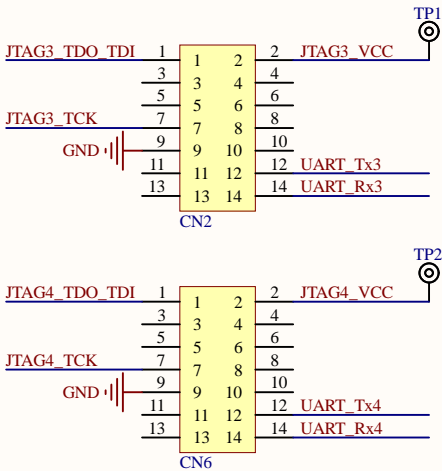 TP1
JTAG3_TDO_TDI 1 1 2 2 JTAG3_VCC
3 3 4 4
5 5 6 6
JTAG3_TCK 7 7 8 8
GND 9 9 10 10
11 11 12 12 UART_Tx3
13 13 14 14 UART_Rx3
CN2
TP2
JTAG4_TDO_TDI 1 1 2 2 JTAG4_VCC
3 3 4 4
5 5 6 6
JTAG4_TCK 7 7 8 8
GND 9 9 10 10
11 11 12 12 UART_Tx4
13 13 14 14 UART_Rx4
CN6